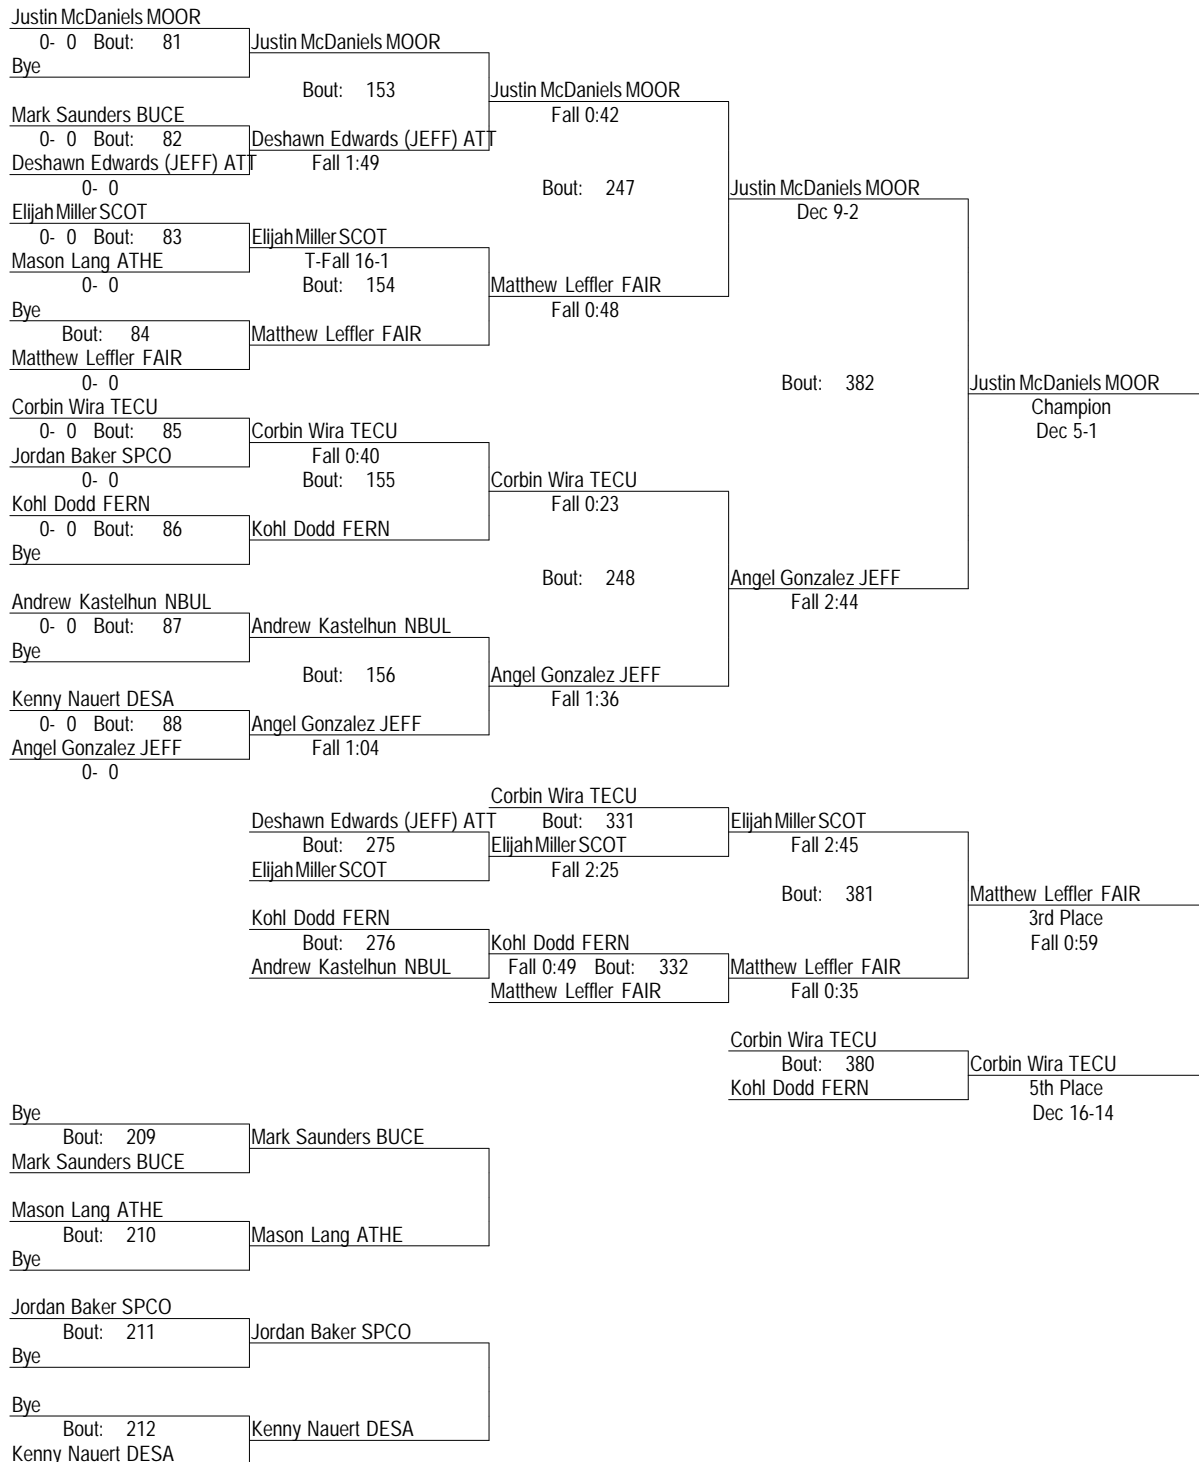 Justin McDaniels MOOR
0- 0 Bout: 81 Justin McDaniels MOOR
Bye
Bout: 153 Justin McDaniels MOOR
Mark Saunders BUCE Fall 0:42
0- 0 Bout: 82 Deshawn Edwards (JEFF) ATT
Deshawn Edwards (JEFF) ATT Fall 1:49
0- 0 Bout: 247 Justin McDaniels MOOR
Elijah Miller SCOT Dec 9-2
0- 0 Bout: 83 Elijah Miller SCOT
Mason Lang ATHE T-Fall 16-1
0- 0 Bout: 154 Matthew Leffler FAIR
Bye Fall 0:48
Bout: 84 Matthew Leffler FAIR
Matthew Leffler FAIR
0- 0 Bout: 382 Justin McDaniels MOOR
Corbin Wira TECU Champion
0- 0 Bout: 85 Corbin Wira TECU Dec 5-1
Jordan Baker SPCO Fall 0:40
0- 0 Bout: 155 Corbin Wira TECU
Kohl Dodd FERN Fall 0:23
0- 0 Bout: 86 Kohl Dodd FERN
Bye
Bout: 248 Angel Gonzalez JEFF
Andrew Kastelhun NBUL Fall 2:44
0- 0 Bout: 87 Andrew Kastelhun NBUL
Bye
Bout: 156 Angel Gonzalez JEFF
Kenny Nauert DESA Fall 1:36
0- 0 Bout: 88 Angel Gonzalez JEFF
Angel Gonzalez JEFF Fall 1:04
0- 0
Corbin Wira TECU
Deshawn Edwards (JEFF) ATT Bout: 331 Elijah Miller SCOT
Bout: 275 Elijah Miller SCOT Fall 2:45
Elijah Miller SCOT Fall 2:25
Bout: 381 Matthew Leffler FAIR
Kohl Dodd FERN 3rd Place
Bout: 276 Kohl Dodd FERN Fall 0:59
Andrew Kastelhun NBUL Fall 0:49 Bout: 332 Matthew Leffler FAIR
Matthew Leffler FAIR Fall 0:35
Corbin Wira TECU
Bout: 380 Corbin Wira TECU
Kohl Dodd FERN 5th Place
Bye Dec 16-14
Bout: 209 Mark Saunders BUCE
Mark Saunders BUCE
Mason Lang ATHE
Bout: 210 Mason Lang ATHE
Bye
Jordan Baker SPCO
Bout: 211 Jordan Baker SPCO
Bye
Bye
Bout: 212 Kenny Nauert DESA
Kenny Nauert DESA